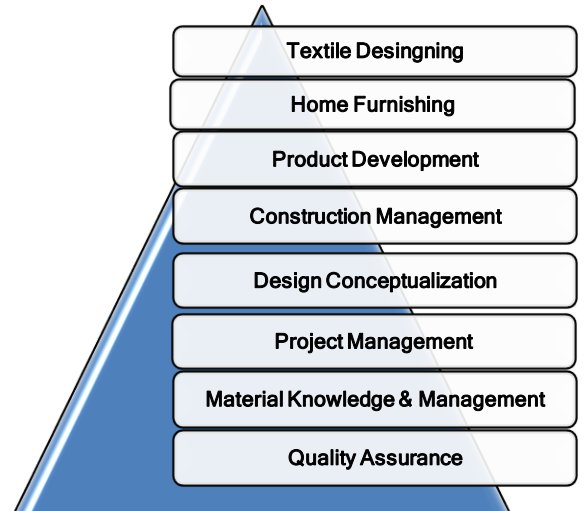 Textile Desingning
Home Furnishing
Product Development
Construction Management
Design Conceptualization
Project Management
Material Knowledge & Management
Quality Assurance